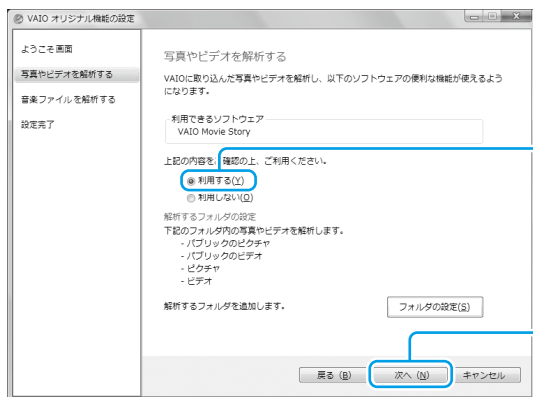 VAIO オリジナル機能の設定
ようこそ画面
写真やビデオを解析する
音楽ファイルを解析する
設定完了
写真やビデオを解析する
VAIOに取り込んだ写真やビデオを解析し、以下のソフトウェアの便利な機能が使えるよう
になります。
利用できるソフトウェア
VAIO Movie Story
上記の内容をご確認の上、ご利用ください。
利用する(Y)
利用しない(O)
解析するフォルダの設定
下記のフォルダ内の写真やビデオを解析します。
- パブリックのピクチャ
- パブリックのビデオ
- ピクチャ
- ビデオ
解析するフォルダを追加します。
フォルダの設定(S)
戻る (B)
次へ (N)
キャンセル